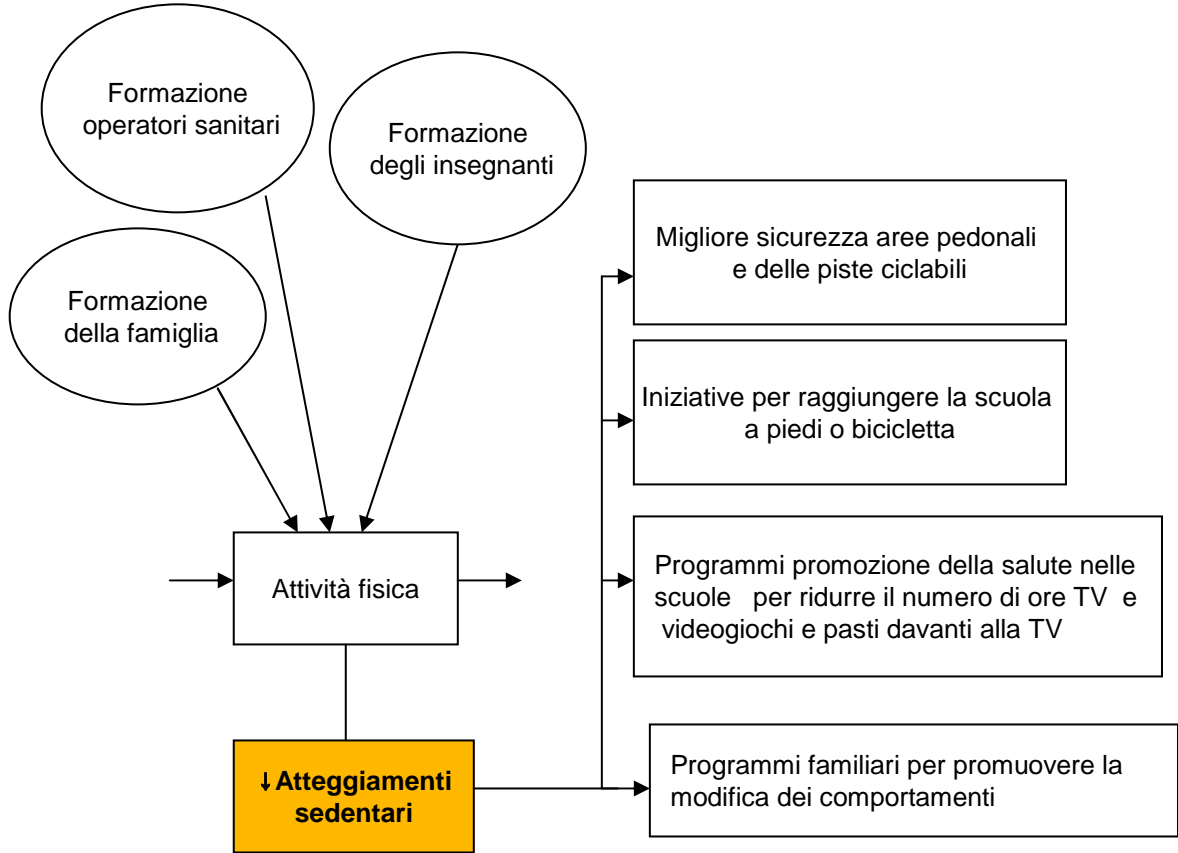 Formazione
operatori sanitari
Formazione
degli insegnanti
Formazione
della famiglia
Migliore sicurezza aree pedonali
e delle piste ciclabili
Iniziative per raggiungere la scuola
a piedi o bicicletta
Attività fisica
Programmi promozione della salute nelle
scuole per ridurre il numero di ore TV e
videogiochi e pasti davanti alla TV
↓Atteggiamenti
sedentari
Programmi familiari per promuovere la
modifica dei comportamenti